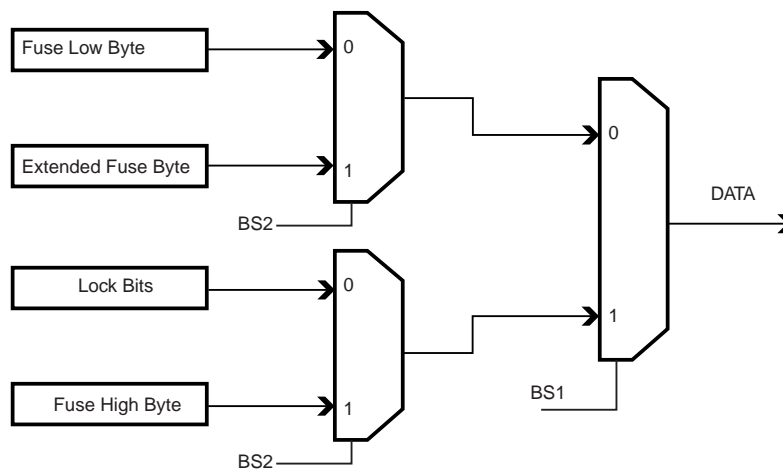 Fuse Low Byte
0
Extended Fuse Byte
1
BS2
0
DATA
Lock Bits
0
1
Fuse High Byte
1
BS1
BS2